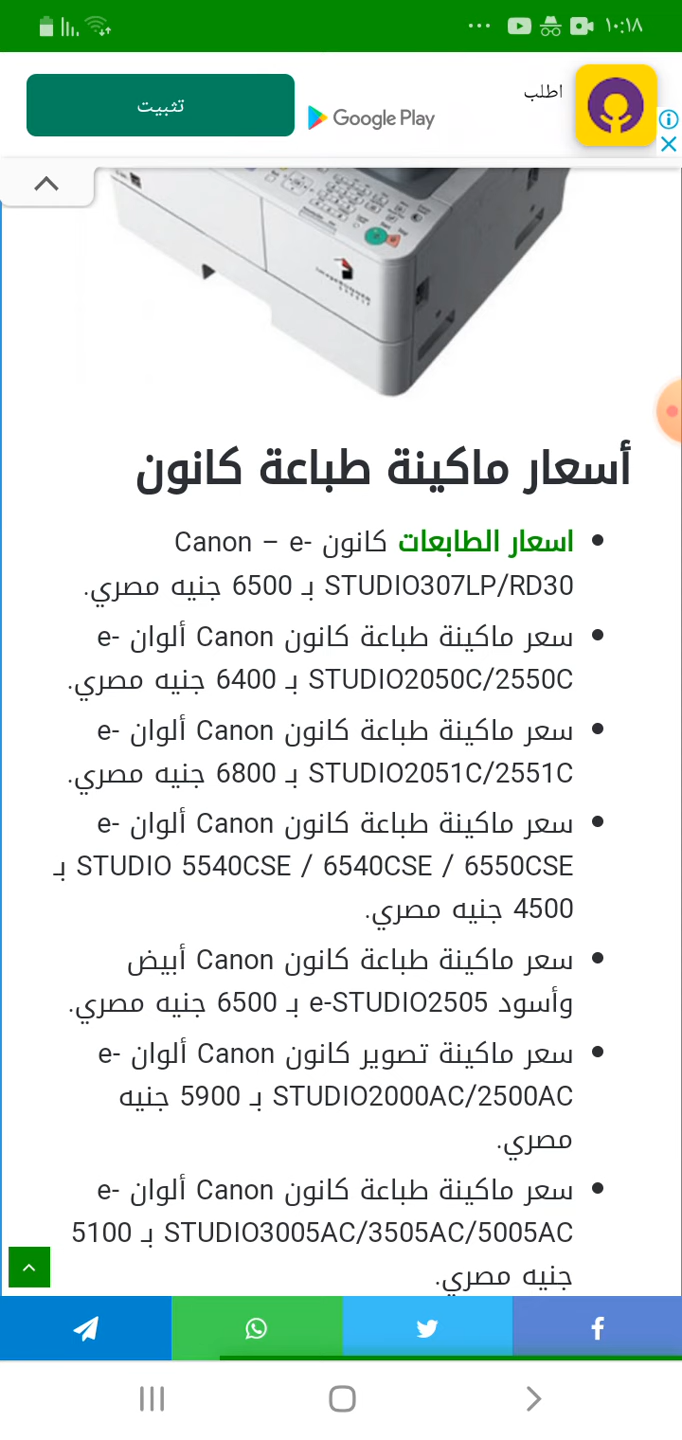 ١٠:١٨
اطلب
Google Play
تثبيت
أسعار ماكينة طباعة كانون
اسعار الطابعات كانون Canon – e-
STUDIO307LP/RD30 بـ 6500 جنيه مصري.
سعر ماكينة طباعة كانون Canon ألوان e-
STUDIO2050C/2550C بـ 6400 جنيه مصري.
سعر ماكينة طباعة كانون Canon ألوان e-
STUDIO2051C/2551C بـ 6800 جنيه مصري.
سعر ماكينة طباعة كانون Canon ألوان e-
STUDIO 5540CSE / 6540CSE / 6550CSE بـ
4500 جنيه مصري.
سعر ماكينة طباعة كانون Canon أبيض
وأسود e-STUDIO2505 بـ 6500 جنيه مصري.
سعر ماكينة تصوير كانون Canon ألوان e-
STUDIO2000AC/2500AC بـ 5900 جنيه
مصري.
سعر ماكينة طباعة كانون Canon ألوان e-
STUDIO3005AC/3505AC/5005AC بـ 5100
جنيه مصري.